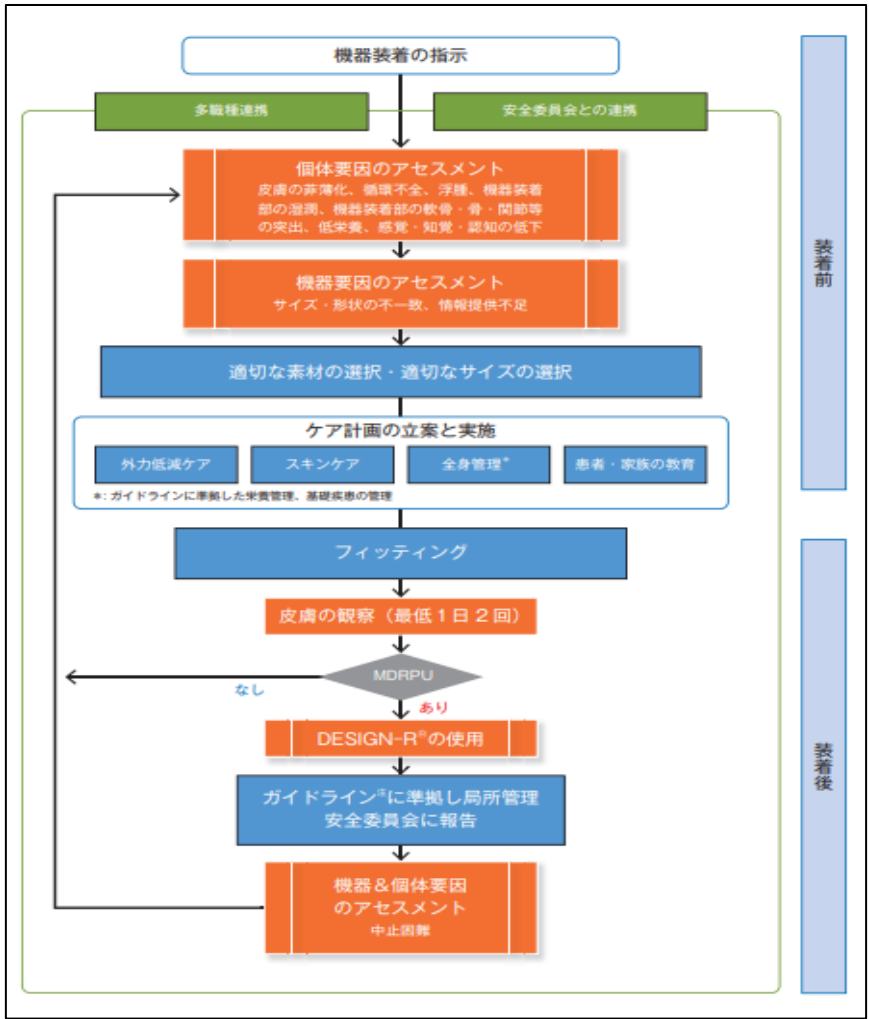 機器装着の指示
多職種連携
安全委員会との連携
個体要因のアセスメント
皮膚の菲薄化、循環不全、浮腫、機器装着
部の湿潤、機器装着部の軟骨・骨・関節等
の突出、低栄養、感覚・知覚・認知の低下
機器要因のアセスメント
サイズ・形状の不一致、情報提供不足
適切な素材の選択・適切なサイズの選択
ケア計画の立案と実施
外力低減ケア
スキンケア
全身管理*
患者・家族の教育
*：ガイドラインに準拠した栄養管理、基礎疾患の管理
装着前
フィッティング
皮膚の観察（最低1日2回）
MDRPU
なし
あり
DESIGN-R®の使用
ガイドライン※に準拠し局所管理
安全委員会に報告
機器＆個体要因
のアセスメント
中止困難
装着後